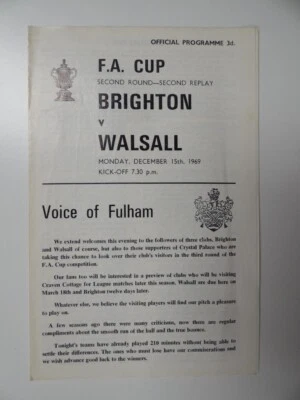 OFFICIAL PROGRAMME 2d.
F.A. CUP
SECOND ROUND—SECOND REPLAY
BRIGHTON
v
WALSALL
MONDAY, DECEMBER 15th, 1969
KICK-OFF 7.30 p.m.
Voice of Fulham
We extend welcomes this evening to the followers of these clubs, Brighton
and Walsall of course, but also to those supporters of Crystal Palace who are
taking this chance to look over their club's visitors in the third round of the
F.A. Cup competition.
Our fans too will be interested in a preview of clubs who will be visiting
Craven Cottage for League matches later this season. Walsall are due here on
March 18th and Brighton twelve days later.
Whatever else, we believe the visiting players will find our pitch a pleasure
to play on.
A few seasons ago there were many criticisms, now there are regular
compliments about the smooth run of the ball and the true bounce.
Tonight's teams have already played 210 minutes without being able to
settle their differences. The ones who must lose have our commiserations and
we wish advance good luck to the winners.